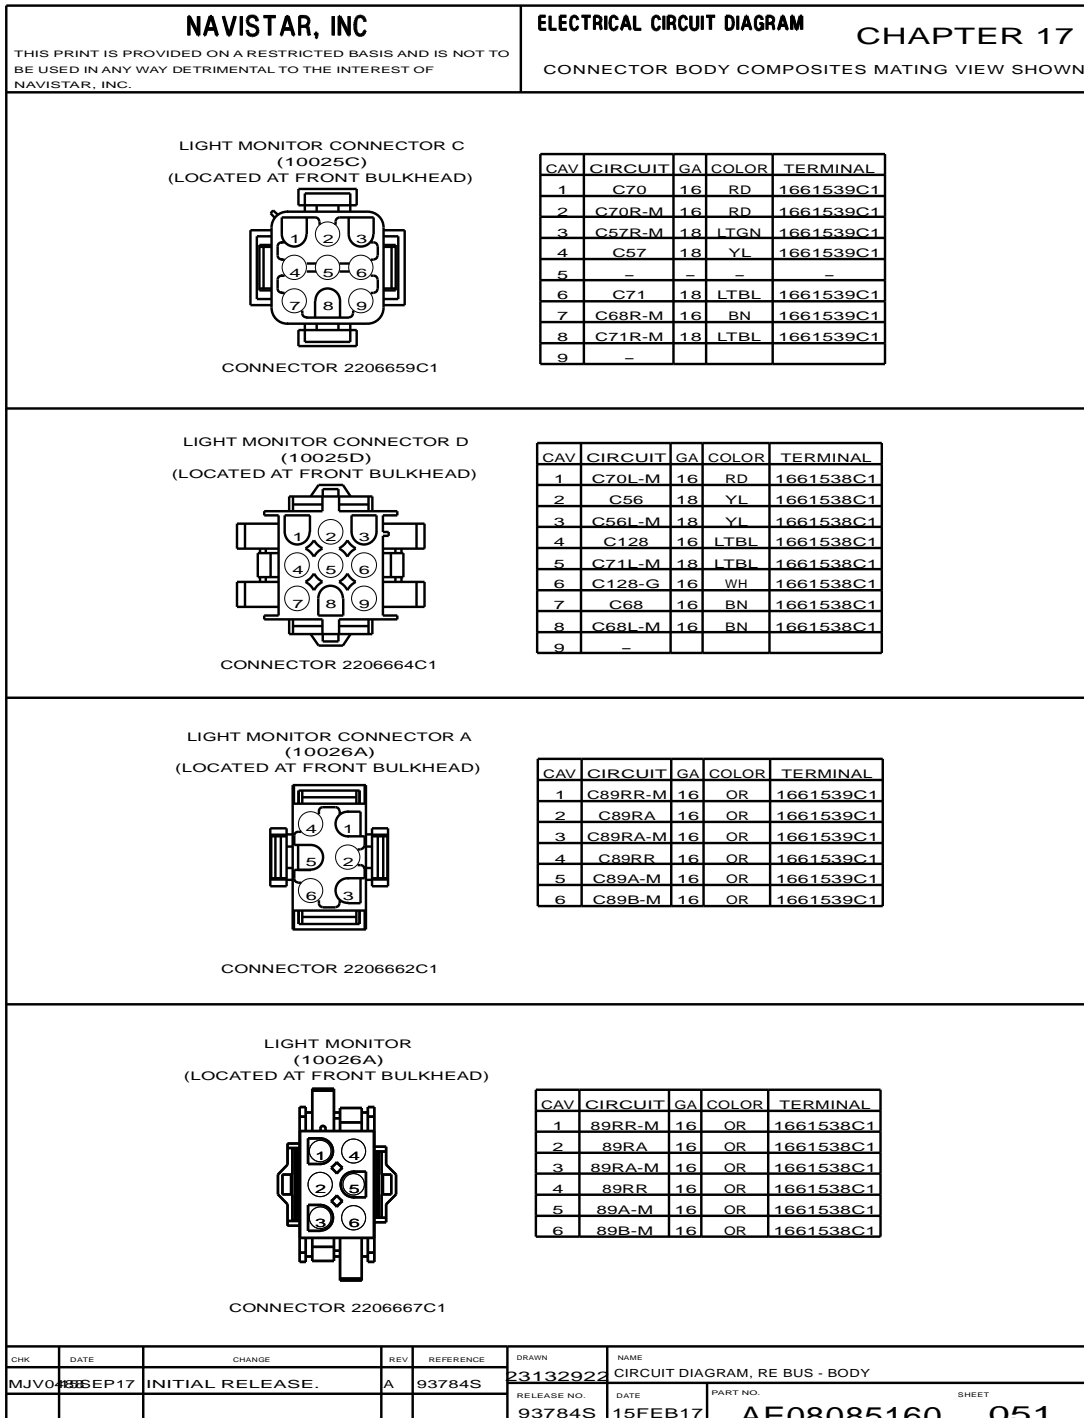 NAVISTAR, INC
THIS PRINT IS PROVIDED ON A RESTRICTED BASIS AND IS NOT TO
BE USED IN ANY WAY DETRIMENTAL TO THE INTEREST OF
NAVISTAR, INC.
ELECTRICAL CIRCUIT DIAGRAM
CHAPTER 17
CONNECTOR BODY COMPOSITES MATING VIEW SHOWN
LIGHT MONITOR CONNECTOR C
(10025C)
(LOCATED AT FRONT BULKHEAD)
1 2 3
4 5 6
7 8 9
CONNECTOR 2206659C1
CAV CIRCUIT GA COLOR TERMINAL
1 C70 16 RD 1661539C1
2 C70R-M 16 RD 1661539C1
3 C57R-M 18 LTGN 1661539C1
4 C57 18 YL 1661539C1
5 – – – –
6 C71 18 LTBL 1661539C1
7 C68R-M 16 BN 1661539C1
8 C71R-M 18 LTBL 1661539C1
9 –
LIGHT MONITOR CONNECTOR D
(10025D)
(LOCATED AT FRONT BULKHEAD)
1 2 3
4 5 6
7 8 9
CONNECTOR 2206664C1
CAV CIRCUIT GA COLOR TERMINAL
1 C70L-M 16 RD 1661538C1
2 C56 18 YL 1661538C1
3 C56L-M 18 YL 1661538C1
4 C128 16 LTBL 1661538C1
5 C71L-M 18 LTBL 1661538C1
6 C128-G 16 WH 1661538C1
7 C68 16 BN 1661538C1
8 C68L-M 16 BN 1661538C1
9 –
LIGHT MONITOR CONNECTOR A
(10026A)
(LOCATED AT FRONT BULKHEAD)
4 1
5 2
6 3
CONNECTOR 2206662C1
CAV CIRCUIT GA COLOR TERMINAL
1 C89RR-M 16 OR 1661539C1
2 C89RA 16 OR 1661539C1
3 C89RA-M 16 OR 1661539C1
4 C89RR 16 OR 1661539C1
5 C89A-M 16 OR 1661539C1
6 C89B-M 16 OR 1661539C1
LIGHT MONITOR
(10026A)
(LOCATED AT FRONT BULKHEAD)
1 4
2 5
3 6
CONNECTOR 2206667C1
CAV CIRCUIT GA COLOR TERMINAL
1 89RR-M 16 OR 1661538C1
2 89RA 16 OR 1661538C1
3 89RA-M 16 OR 1661538C1
4 89RR 16 OR 1661538C1
5 89A-M 16 OR 1661538C1
6 89B-M 16 OR 1661538C1
CHK DATE CHANGE REV REFERENCE
INITIAL RELEASE. A 93784S
DRAWN
23132922
NAME
CIRCUIT DIAGRAM, RE BUS - BODY
RELEASE NO.
93784S
DATE
15FEB17
PART NO.
AE08085160
SHEET
051